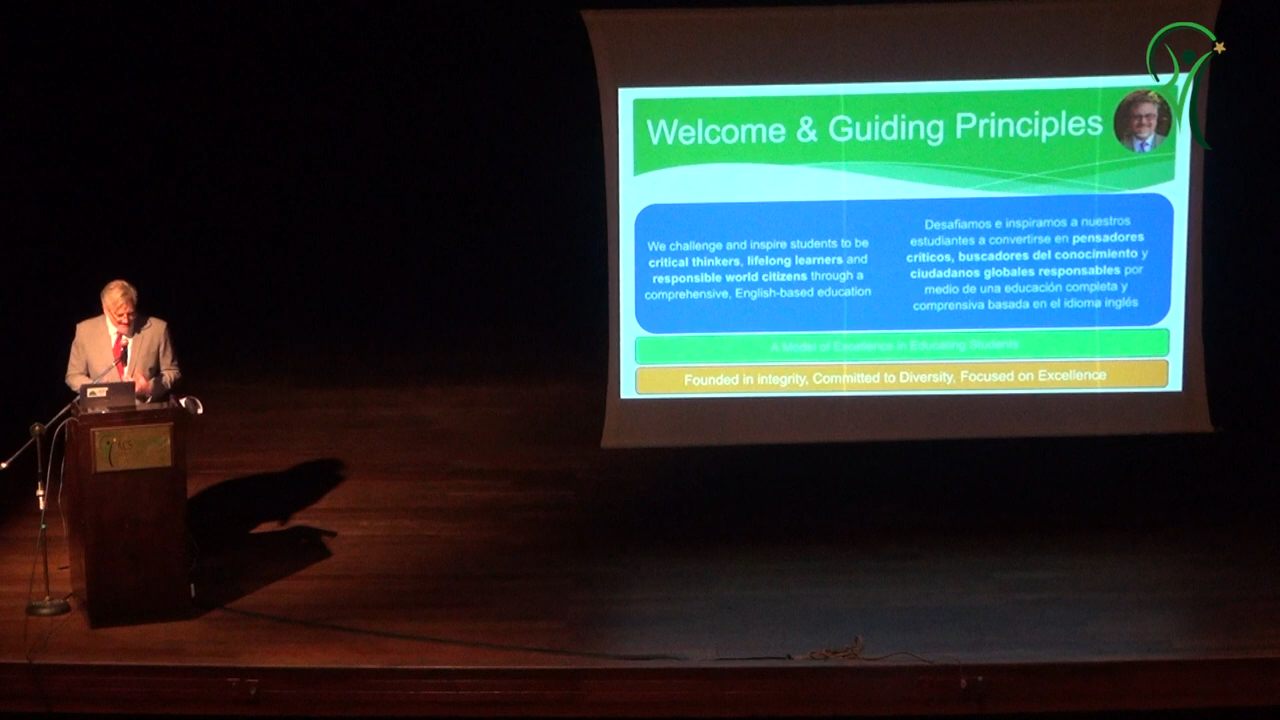 Welcome & Guiding Principles
We challenge and inspire students to be
critical thinkers, lifelong learners and
responsible world citizens through a
comprehensive, English-based education
Desafiamos e inspiramos a nuestros
estudiantes a convertirse en pensadores
críticos, buscadores del conocimiento y
ciudadanos globales responsables por
medio de una educación completa y
comprensiva basada en el idioma inglés
A Model of Excellence in Educating Students
Founded in integrity, Committed to Diversity, Focused on Excellence